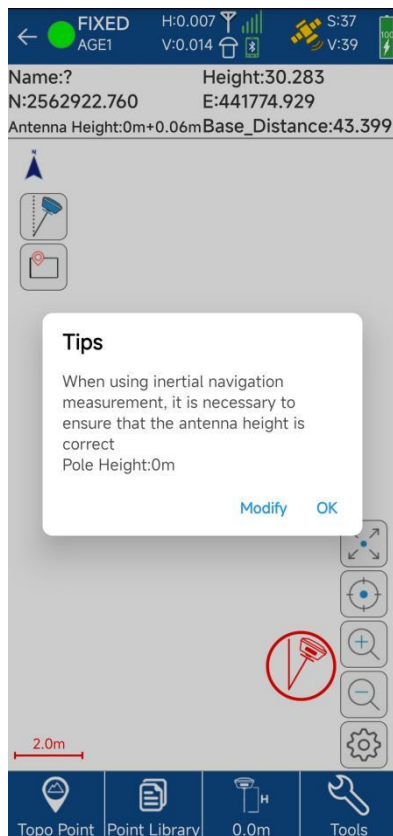 FIXED H:0.007 S:37
AGE1 V:0.014 V:39 100
Name:? Height:30.283
N:2562922.760 E:441774.929
Antenna Height:0m+0.06m Base_Distance:43.399
N
Tips
When using inertial navigation
measurement, it is necessary to
ensure that the antenna height is
correct
Pole Height:0m
Modify OK
2.0m
H
Topo Point Point Library 0.0m Tools